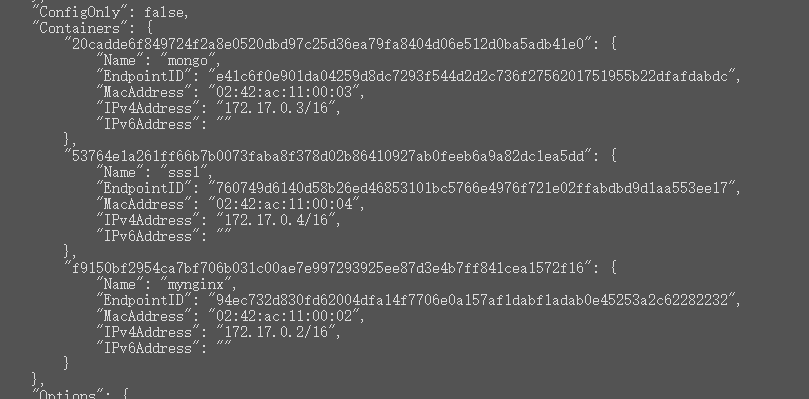 "ConfigOnly": false,
"Containers": {
"20cadde6f849724f2a8e0520dbd97c25d36ea79fa8404d06e512d0ba5adb41e0": {
"Name": "mongo",
"EndpointID": "e41c6f0e901da04259d8dc7293f544d2d2c736f2756201751955b22dfafdabdc",
"MacAddress": "02:42:ac:11:00:03",
"IPv4Address": "172.17.0.3/16",
"IPv6Address": ""
},
"53764e1a261ff66b7b0073faba8f378d02b86410927ab0feeb6a9a82dc1ea5dd": {
"Name": "sss1",
"EndpointID": "760749d6140d58b26ed46853101bc5766e4976f721e02ffabdbd9d1aa553ee17",
"MacAddress": "02:42:ac:11:00:04",
"IPv4Address": "172.17.0.4/16",
"IPv6Address": ""
},
"f9150bf2954ca7bf706b031c00ae7e997293925ee87d3e4b7ff841cea1572f16": {
"Name": "mynginx",
"EndpointID": "94ec732d830fd62004dfa14f7706e0a157af1dabf1adab0e45253a2c62282232",
"MacAddress": "02:42:ac:11:00:02",
"IPv4Address": "172.17.0.2/16",
"IPv6Address": ""
}
},
"Options": {